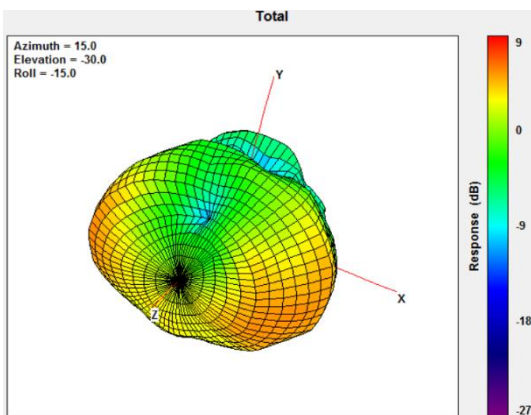 Total
Azimuth = 15.0
Elevation = -30.0
Roll = -15.0
Y
X
Z
9
0
-9
-18
-27
Response (dB)